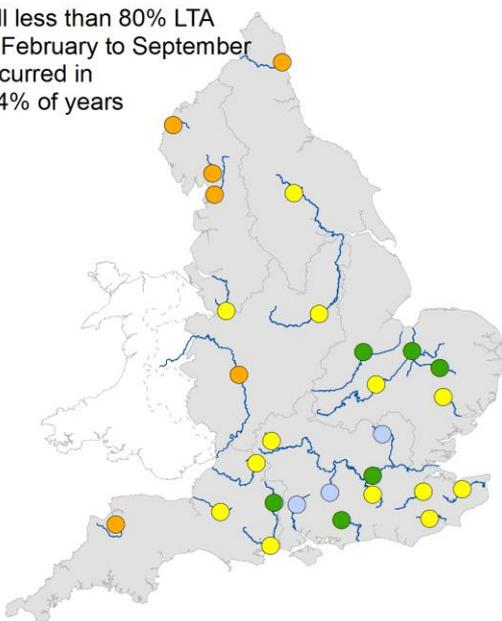 ll less than 80% LTA
February to September
curred in
4% of years